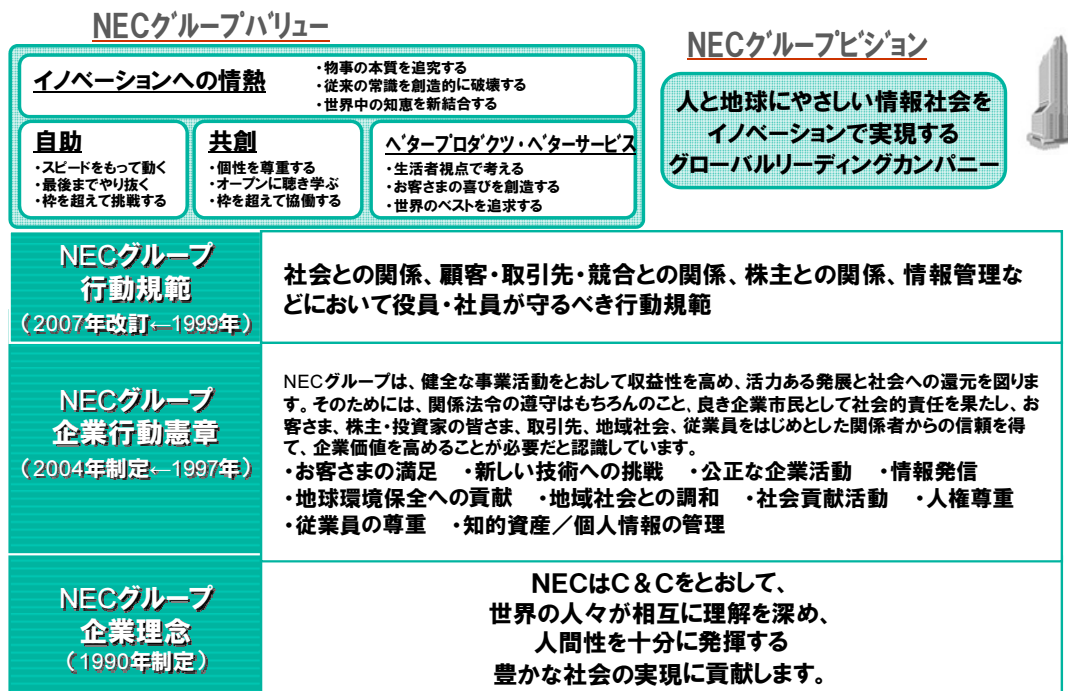 NECグループバリュー
イノベーションへの情熱
・物事の本質を追究する
・従来の常識を創造的に破壊する
・世界中の知恵を新結合する
自助
・スピードをもって動く
・最後までやり抜く
・枠を超えて挑戦する
共創
・個性を尊重する
・オープンに聴き学ぶ
・枠を超えて協働する
ベタープロダクツ・ベターサービス
・生活者視点で考える
・お客さまの喜びを創造する
・世界のベストを追求する
NECグループビジョン
人と地球にやさしい情報社会を
イノベーションで実現する
グローバルリーディングカンパニー
NECグループ
行動規範
（2007年改訂←1999年）
社会との関係、顧客・取引先・競合との関係、株主との関係、情報管理な
どにおいて役員・社員が守るべき行動規範
NECグループ
企業行動憲章
（2004年制定←1997年）
NECグループは、健全な事業活動をとおして収益性を高め、活力ある発展と社会への還元を図りま
す。そのためには、関係法令の遵守はもちろんのこと、良き企業市民として社会的責任を果たし、お
客さま、株主・投資家の皆さま、取引先、地域社会、従業員をはじめとした関係者からの信頼を得
て、企業価値を高めることが必要だと認識しています。
・お客さまの満足　・新しい技術への挑戦　・公正な企業活動　・情報発信
・地球環境保全への貢献　・地域社会との調和　・社会貢献活動　・人権尊重
・従業員の尊重　・知的資産／個人情報の管理
NECグループ
企業理念
（1990年制定）
NECはC＆Cをとおして、
世界の人々が相互に理解を深め、
人間性を十分に発揮する
豊かな社会の実現に貢献します。